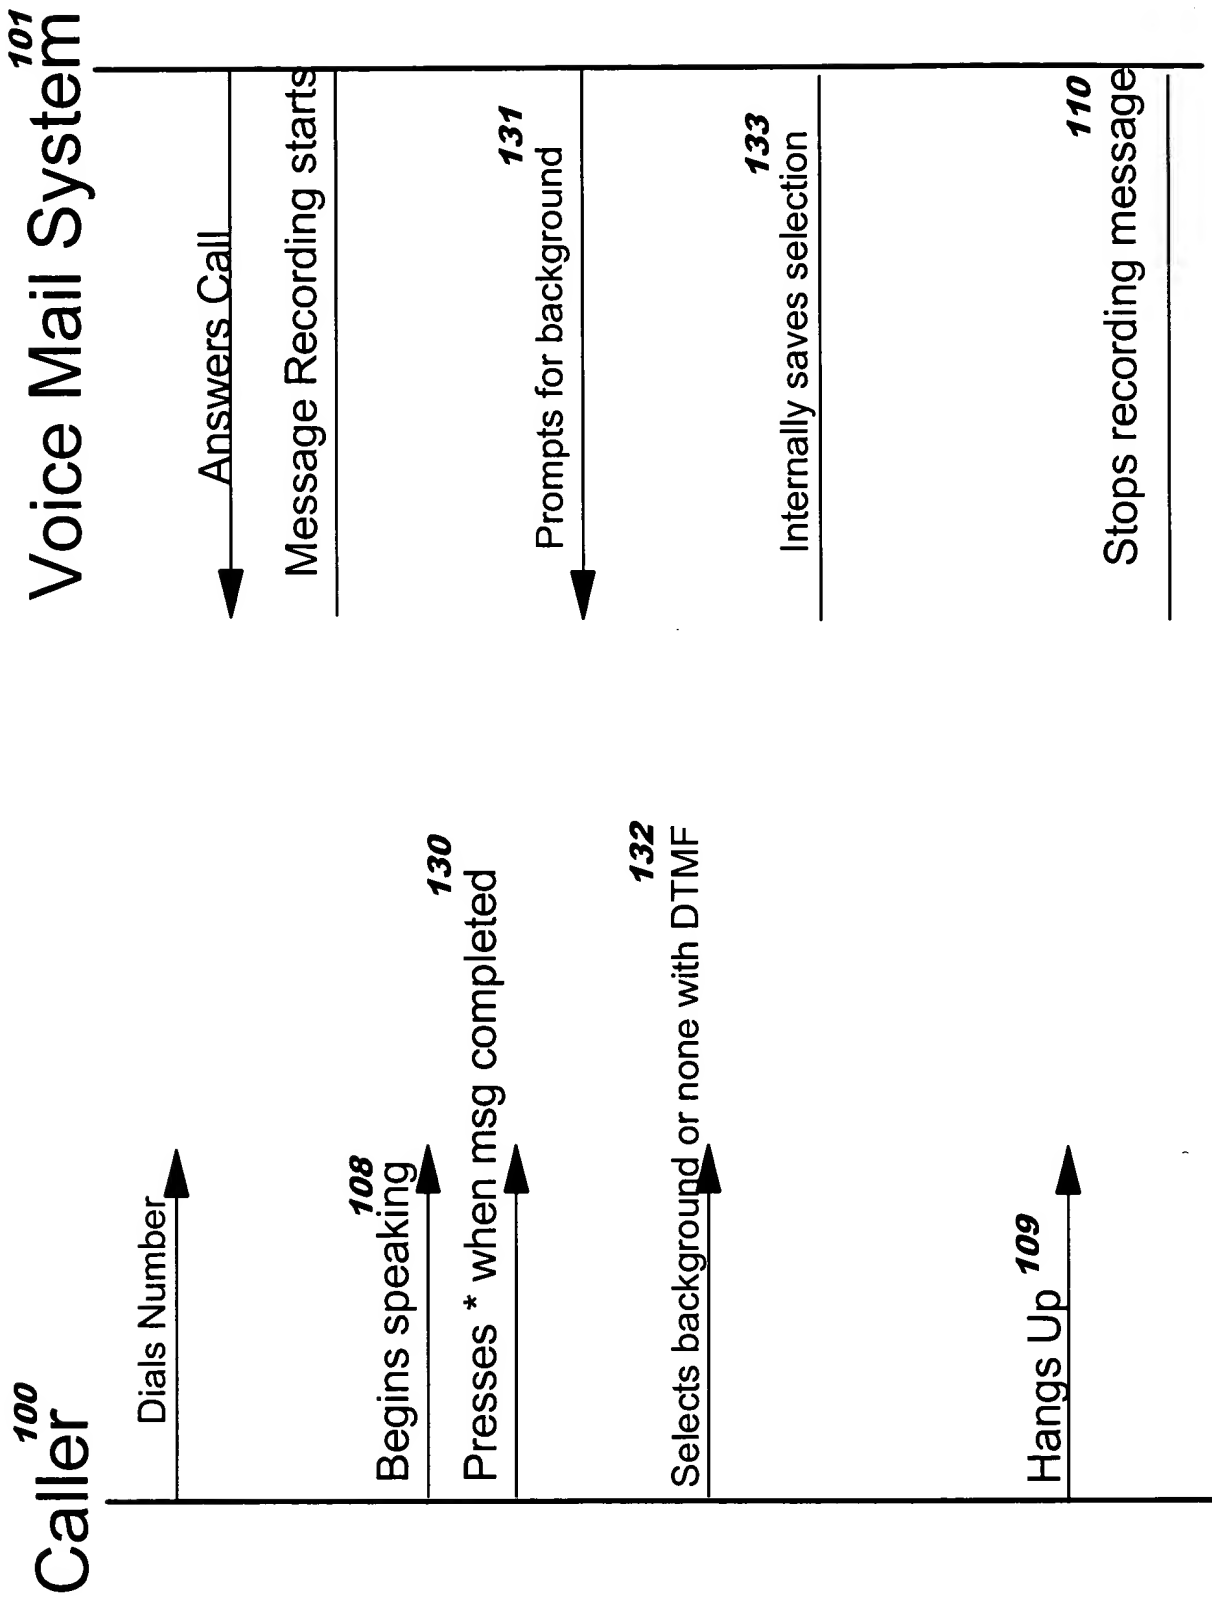 Caller 100
Voice Mail System 101
Dials Number
Answers Call
Message Recording starts
108
Begins speaking
130
Presses * when msg completed
131
Prompts for background
132
Selects background or none with DTMF
133
Internally saves selection
Hangs Up 109
110
Stops recording message